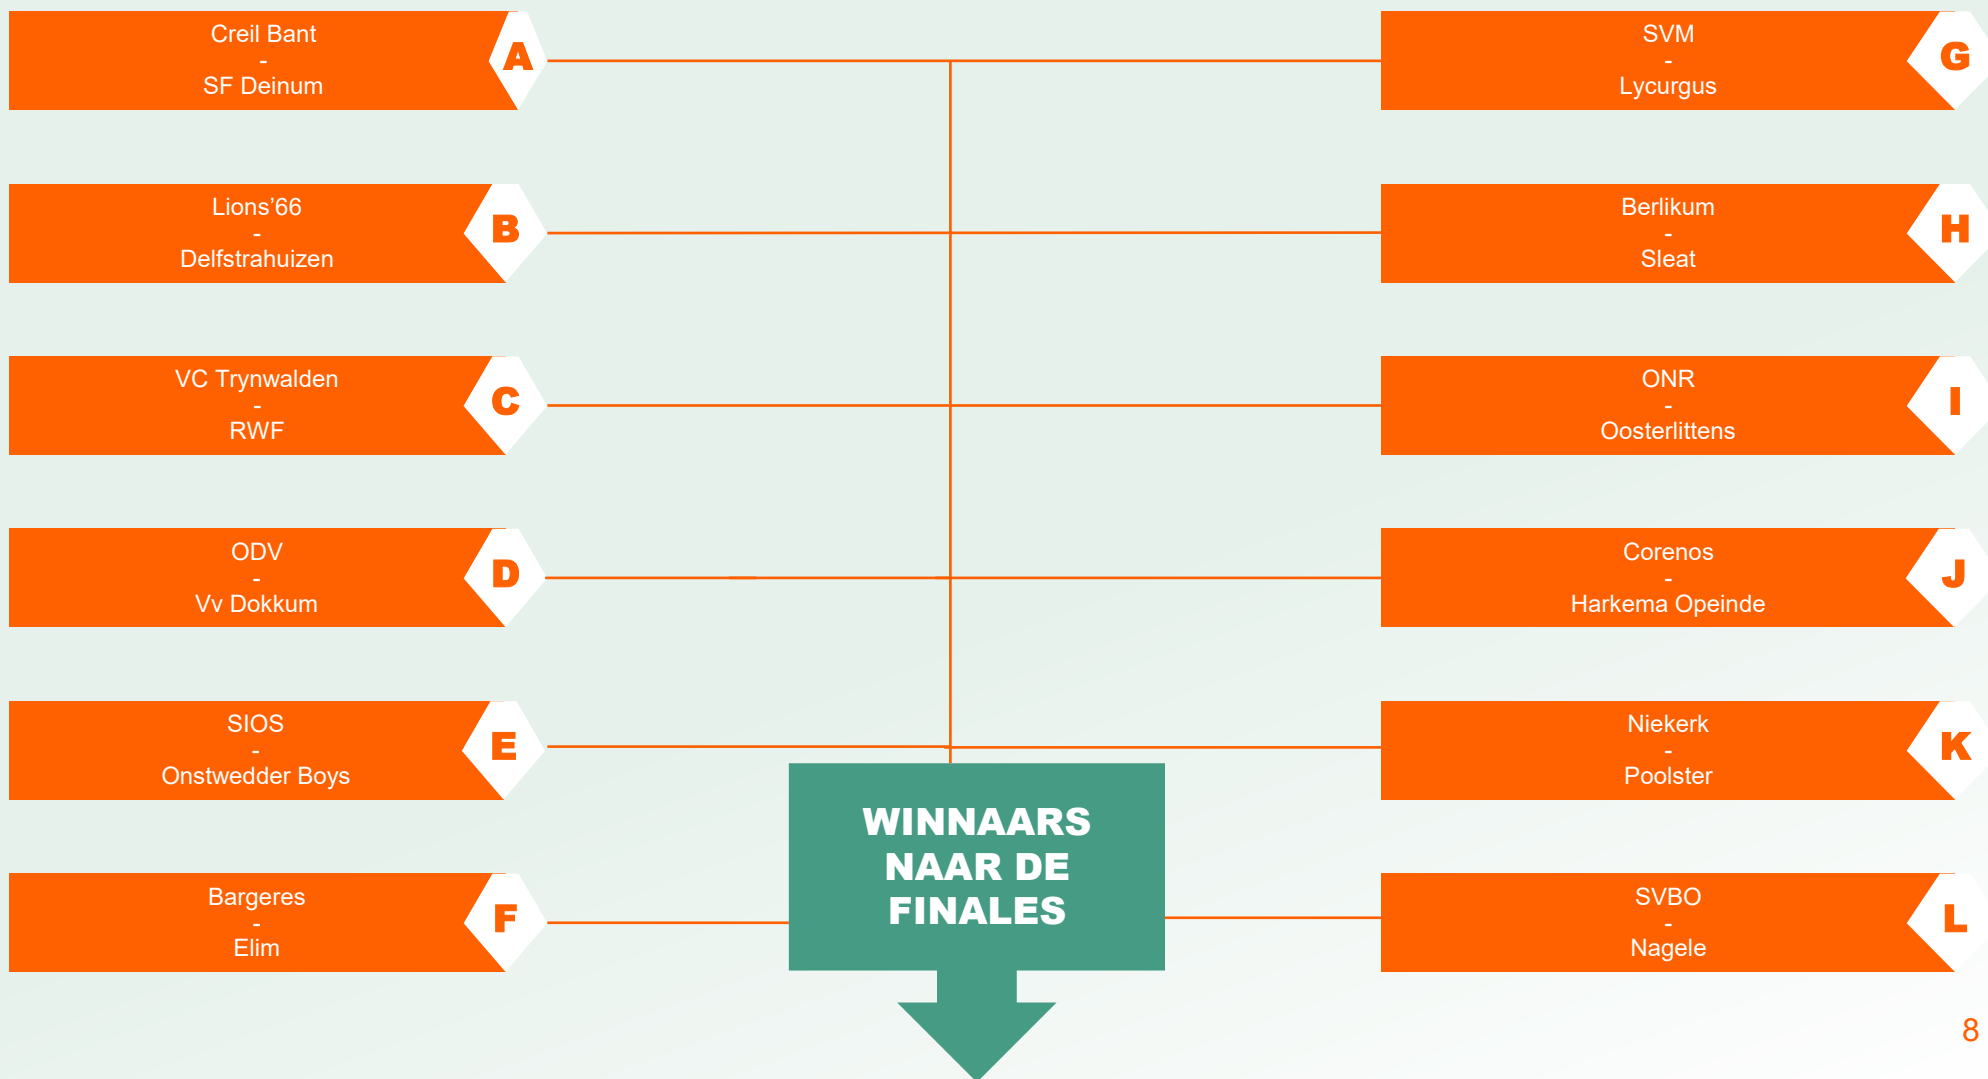 Creil Bant
-
SF Deinum
A
SVM
-
Lycurgus
G
Lions’66
-
Delfstrahuizen
B
Berlikum
-
Sleat
H
VC Trynwalden
-
RWF
C
ONR
-
Oosterlittens
I
ODV
-
Vv Dokkum
D
Corenos
-
Harkema Opeinde
J
SIOS
-
Onstwedder Boys
E
Niekerk
-
Poolster
K
WINNAARS
NAAR DE
FINALES
Bargeres
-
Elim
F
SVBO
-
Nagele
L
8